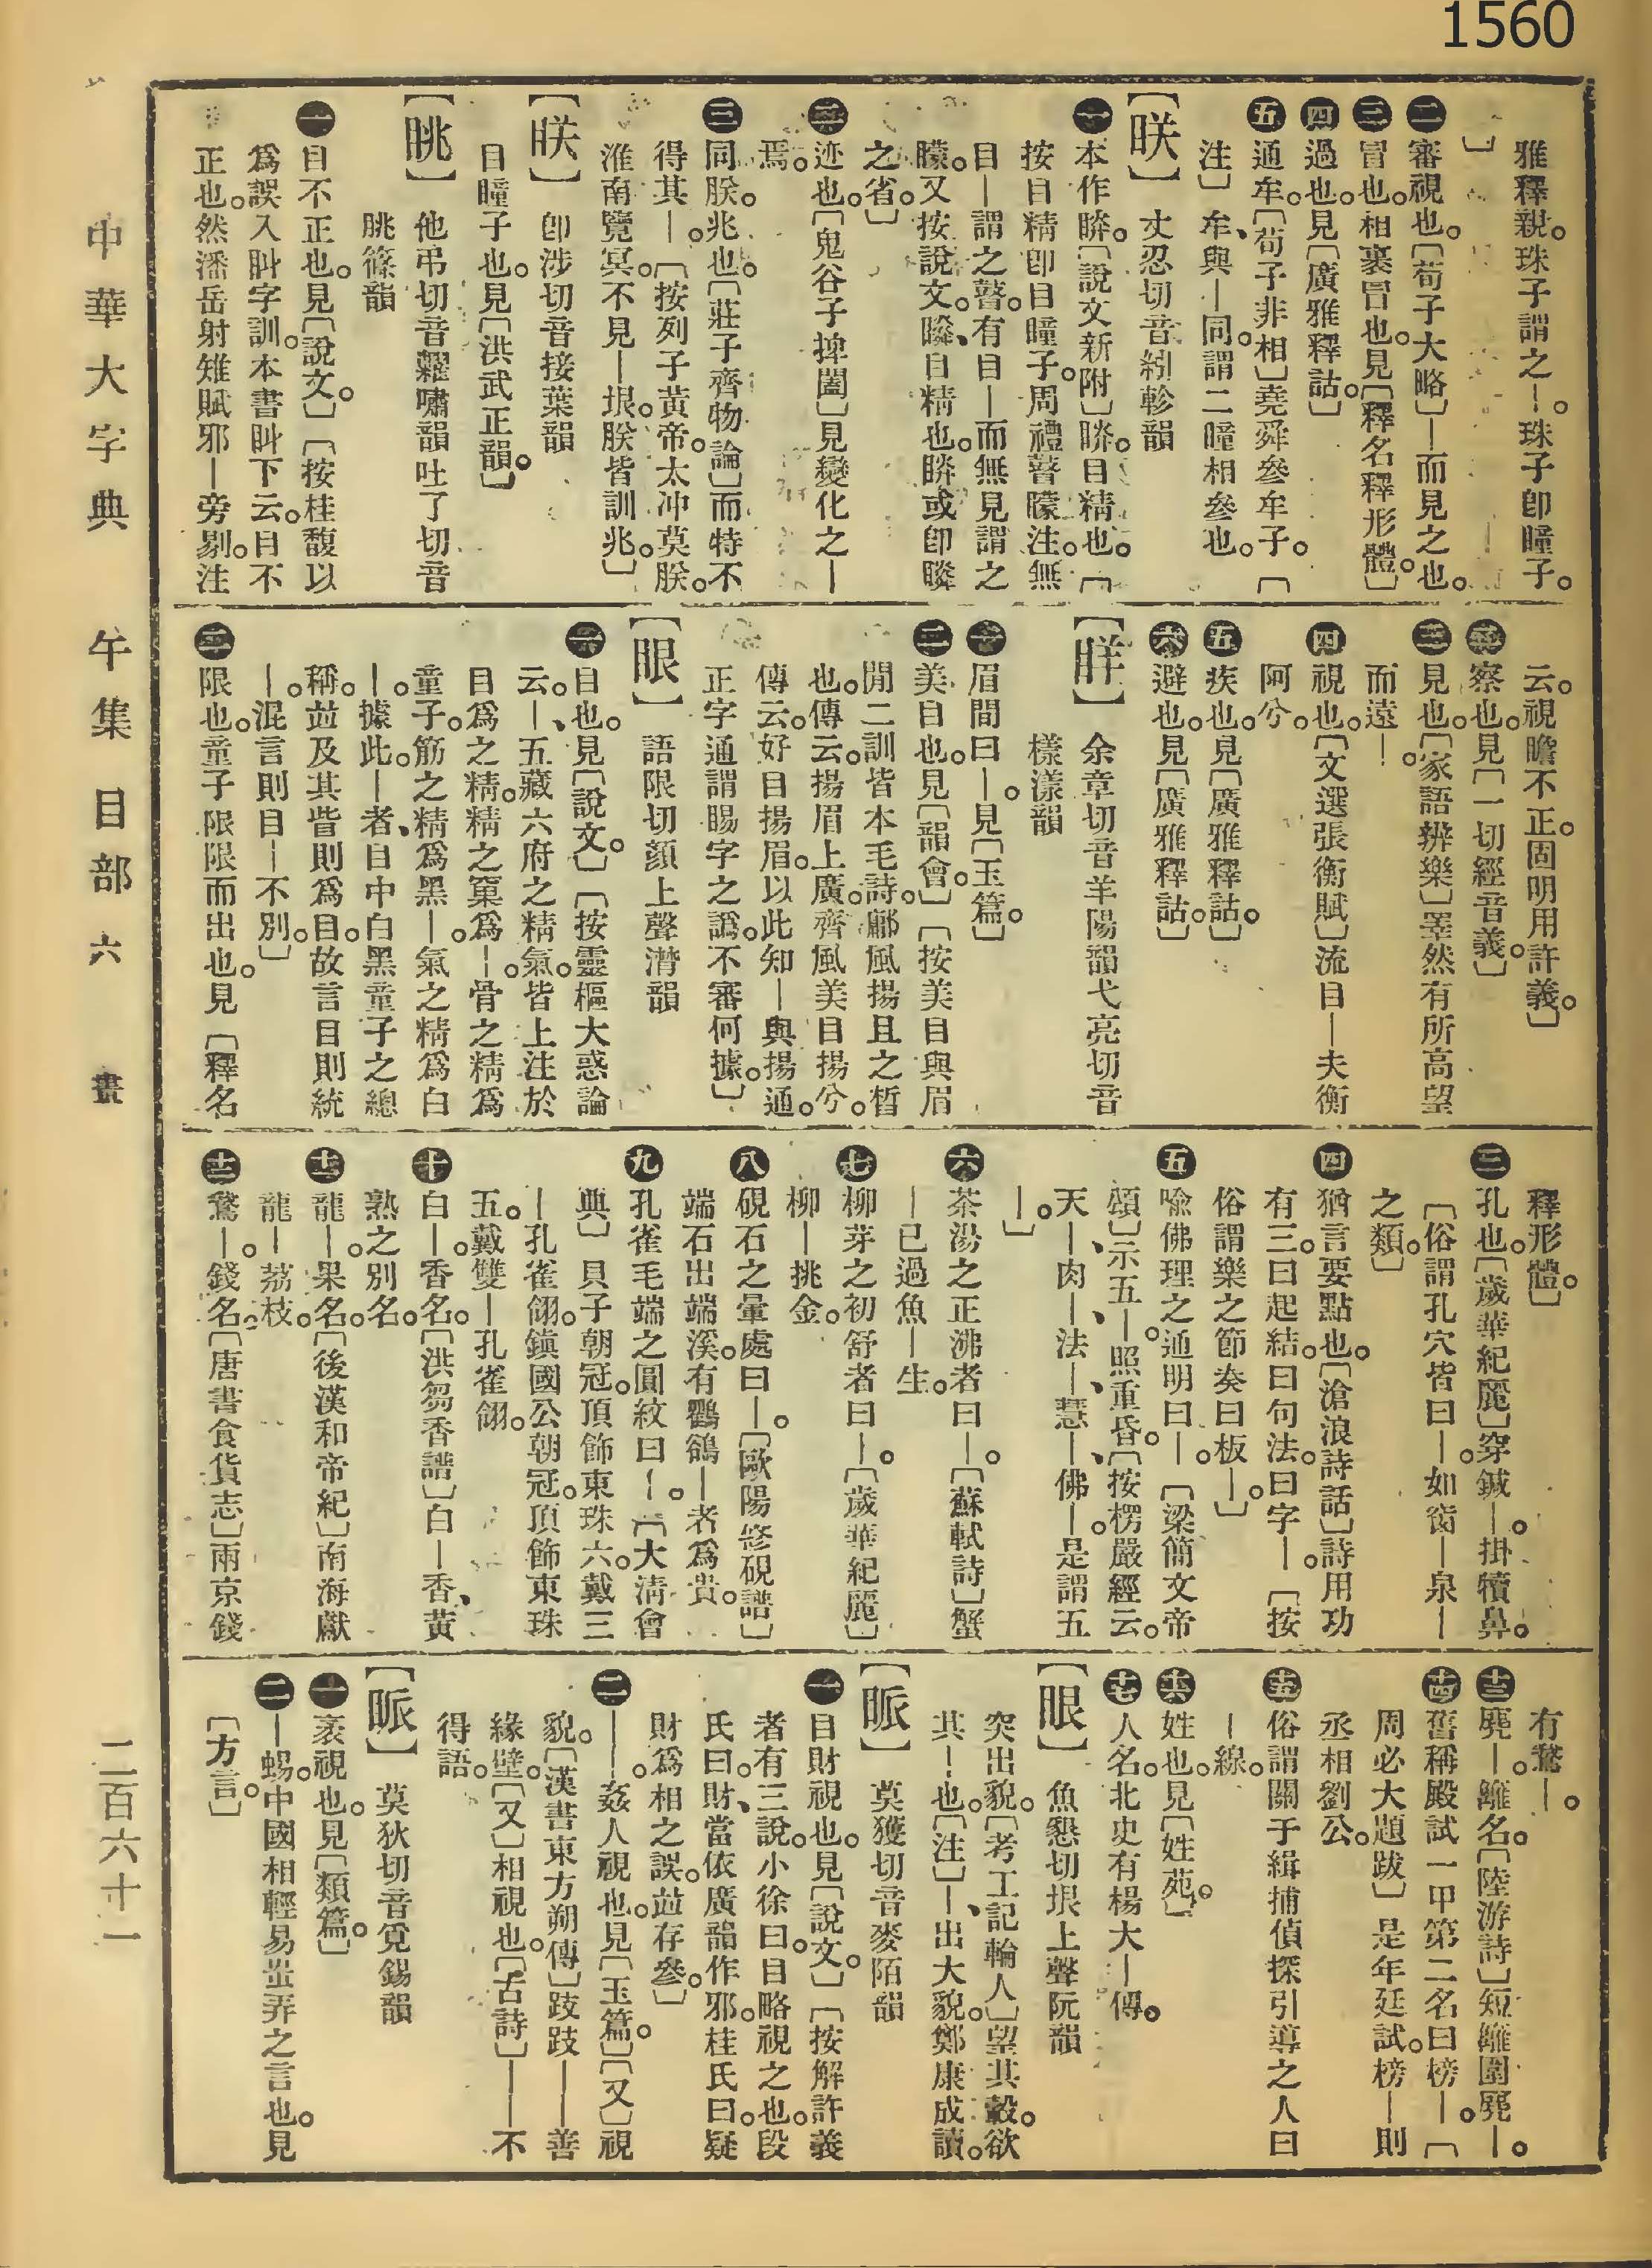 1560
雅釋親。珠子謂之—。珠子卽瞳子。
〕
㊁審視也。〔荀子大略〕—而見之也。
㊂冒也。相裹冒也。見〔釋名釋形體。〕
㊃過也。見〔廣雅釋詁。〕
㊄通牟。〔荀子非相〕堯舜參牟子。〔
注〕牟、與—同。謂二瞳相參也。
【眹】丈忍切音紖軫韻
㊀本作瞵。〔說文新附〕瞵。目精也。〔
按目精卽目瞳子。周禮瞽矇注。無
目—謂之瞽。有目—而無見謂之
矇。又按說文。瞵、目精也。瞵或卽瞵
之省。〕
㊁迹也。〔鬼谷子捭闔〕見變化之—
焉。
㊂同朕。兆也。〔莊子齊物論〕而特不
得其—。〔按列子黃帝。太冲莫朕。
淮南覽冥。不見—垠。朕皆訓兆。〕
【䀹】卽涉切音接葉韻
目瞳子也。見〔洪武正韻。〕
【眺】他弔切音糶嘯韻吐了切音
朓篠韻
㊀目不正也。見〔說文。〕〔按桂馥以
爲誤入䀏字訓。本書䀏下云。目不
正也。然潘岳射雉賦邪—旁剔。注
云。視瞻不正。固明用許義。〕
㊁察也。見〔一切經音義。〕
㊂見也。〔家語辨樂〕睪然有所高望
而遠—。
㊃視也。〔文選張衡賦〕流目—夫衡
阿兮。
㊄疾也。見〔廣雅釋詁。〕
㊅避也。見〔廣雅釋詁。〕
【眻】余章切音羊陽韻弋亮切音
樣漾韻
㊀眉間曰—。見〔玉篇。〕
㊁美目也。見〔韻會。〕〔按美目與眉
閒二訓皆本毛詩。鄘風揚且之晳
也。傳云。揚眉上廣。齊風美目揚兮。
傳云。好目揚眉。以此知—與揚通。
正字通謂眻字之譌。不審何據。〕
【眼】語限切顏上聲潸韻
㊀目也。見〔說文。〕〔按靈樞大惑論
云。—、五藏六府之精氣。皆上注於
目爲之精。精之窠爲—。骨之精爲
童子。筋之精爲黑—。氣之精爲白
—。據此。—者、目中白黑童子之總
稱。並及其眥則爲目。故言目則統
—。混言則目—不別。〕
㊁限也。童子限限而出也。見〔釋名
釋形體。〕
㊂孔也。〔歲華紀麗〕穿鍼—。掛犢鼻。
〔俗謂孔穴皆曰—。如銜—泉—
之類。〕
㊃猶言要點也。〔滄浪詩話〕詩用功
有三。曰起結。曰句法。曰字—。〔按
俗謂樂之節奏曰板—。〕
㊄喩佛理之通明曰—。〔梁簡文帝
頌〕示五—。照重昏。〔按楞嚴經云。
天—、肉—、法—、慧—、佛—。是謂五
—。〕
㊅茶湯之正沸者曰—。〔蘇軾詩〕蟹
—已過魚—生。
㊆柳芽之初舒者曰—。〔歲華紀麗〕
柳—挑金。
㊇硯石之暈處曰—。〔歐陽修硯譜〕
端石出端溪。有鸜鵒—者爲貴。
㊈孔雀毛端之圓紋曰—。〔大淸會
典〕貝子朝冠。頂飾東珠六。戴三
—孔雀翎。鎭國公朝冠。頂飾東珠
五。戴雙—孔雀翎。
㊉白—。香名。〔洪芻香譜〕白—香、黃
熟之別名。
⑪龍—。果名。〔後漢和帝紀〕南海獻
龍—荔枝。
⑫鵞—。錢名。〔唐書食貨志〕兩京錢
有鵞—。
⑬麂—。籬名。〔陸游詩〕短籬圍麂—。
⑭舊稱殿試一甲第二名曰榜—。〔
周必大題跋〕是年廷試。榜—則
丞相劉公。
⑮俗謂關于緝捕偵探引導之人曰
—線。
⑯姓也。見〔姓苑。〕
⑰人名。北史有楊大—傳。
【眼】魚懇切垠上聲阮韻
突出貌。〔考工記輪人〕望其轂。欲
其—也。〔注〕—、出大貌。鄭康成讀。
【眽】莫獲切音麥陌韻
㊀目財視也。見〔說文。〕〔按解許義
者有三說。小徐曰。目略視之也。段
氏曰。財、當依廣韻作邪。桂氏曰。疑
財爲相之誤。並存參。〕
㊁——。姦人視也。見〔玉篇。〕〔又〕視
貌。〔漢書東方朔傳〕跂跂——善
緣壁。〔又〕相視也。〔古詩〕——不
得語。
【眽】莫狄切音覓錫韻
㊀衺視也。見〔類篇。〕
㊁—蜴。中國相輕易蚩弄之言也。見
〔方言。〕
中華大字典 午集 目部 六 畫 二百六十一